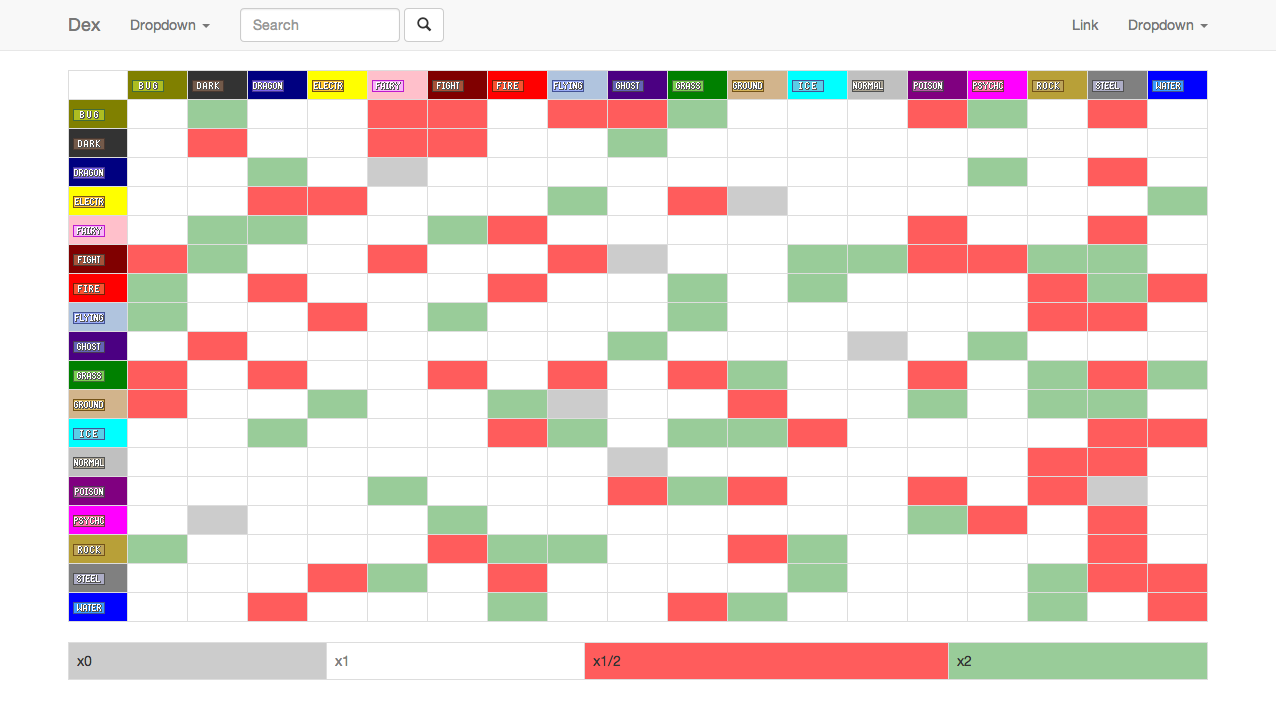 Dex Dropdown Search Link Dropdown
BUG DARK DRAGON ELECTR FAIRY FIGHT FIRE FLYING GHOST GRASS GROUND ICE NORMAL POISON PSYCHC ROCK STEEL WATER
BUG
DARK
DRAGON
ELECTR
FAIRY
FIGHT
FIRE
FLYING
GHOST
GRASS
GROUND
ICE
NORMAL
POISON
PSYCHC
ROCK
STEEL
WATER
x0 x1 x1/2 x2